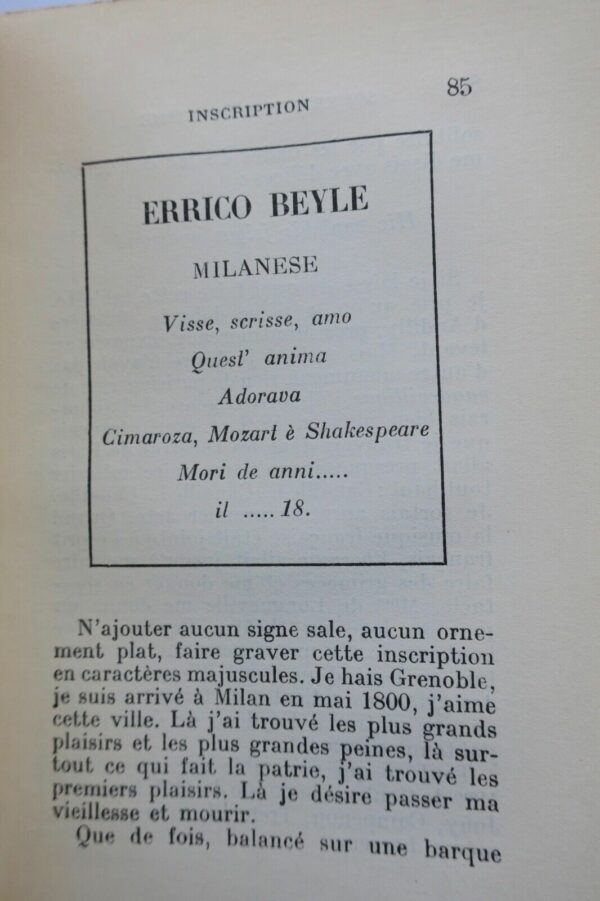 85
INSCRIPTION
ERRICO BEYLE
MILANESE
Visse, scrisse, amo
Quest' anima
Adorava
Cimaroza, Mozart è Shakespeare
Mori de anni.....
il ..... 18.
N'ajouter aucun signe sale, aucun orne-
ment plat, faire graver cette inscription
en caractères majuscules. Je hais Grenoble,
je suis arrivé à Milan en mai 1800, j'aime
cette ville. Là j'ai trouvé les plus grands
plaisirs et les plus grandes peines, là sur-
tout ce qui fait la patrie, j'ai trouvé les
premiers plaisirs. Là je désire passer ma
vieillesse et mourir.
Que de fois, balancé sur une barque